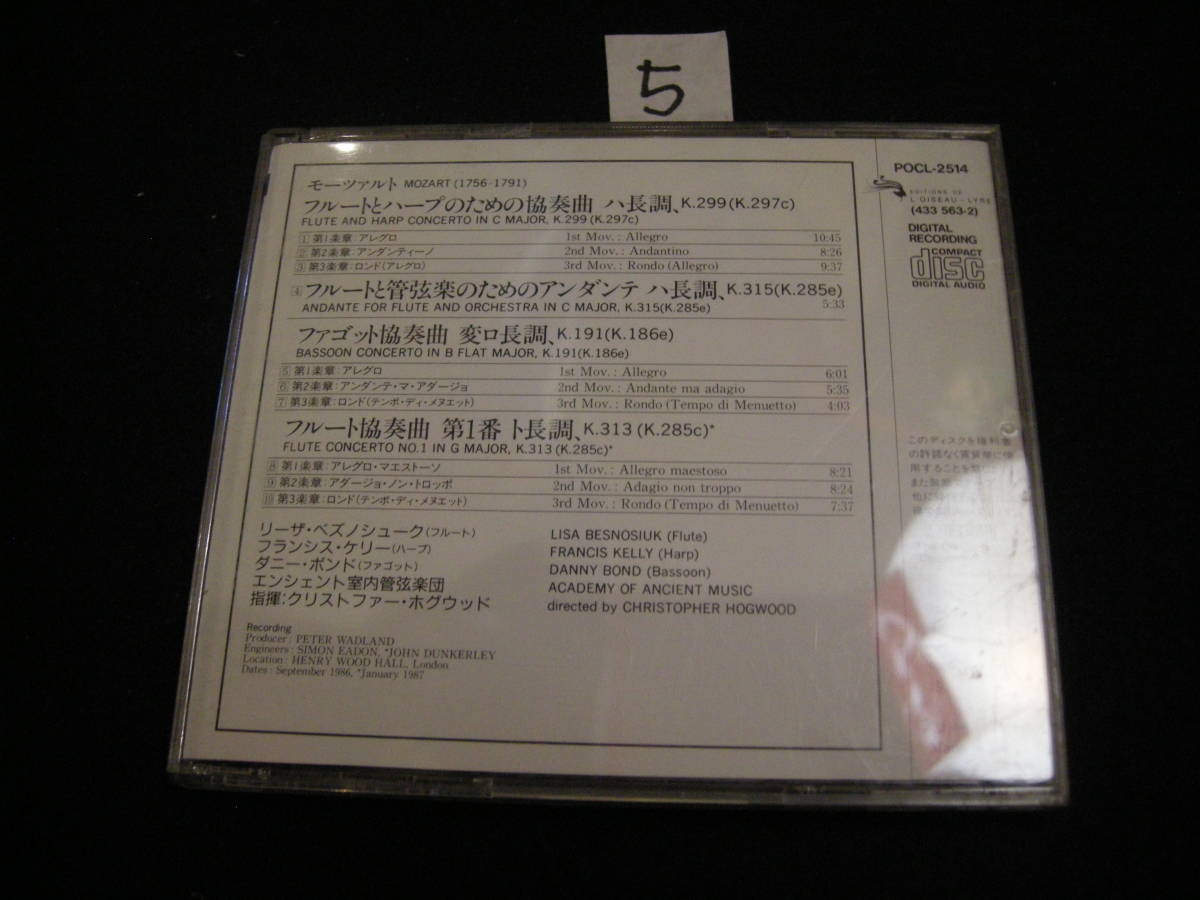 ち
モーツァルト MOZART (1756-1791)
フルートとハープのための協奏曲 ハ長調、K.299(K.297c)
FLUTE AND HARP CONCERTO IN C MAJOR, K.299 (K.297c)
1 第1楽章:アレグロ 1st Mov. : Allegro 10:45
2 第2楽章:アンダンティーノ 2nd Mov. : Andantino 8:26
3 第3楽章:ロンド(アレグロ) 3rd Mov. : Rondo (Allegro) 9:37
4 フルートと管弦楽のためのアンダンテ ハ長調、K.315(K.285e)
ANDANTE FOR FLUTE AND ORCHESTRA IN C MAJOR, K.315(K.285e) 5:33
ファゴット協奏曲 変ロ長調、K.191(K.186e)
BASSOON CONCERTO IN B FLAT MAJOR, K.191(K.186e)
5 第1楽章:アレグロ 1st Mov. : Allegro 6:01
6 第2楽章:アンダンテ・マ・アダージョ 2nd Mov. : Andante ma adagio 5:35
7 第3楽章:ロンド(テンポ・ディ・メヌエット) 3rd Mov. : Rondo (Tempo di Menuetto) 4:03
フルート協奏曲 第1番 ト長調、K.313 (K.285c)*
FLUTE CONCERTO NO.1 IN G MAJOR, K.313 (K.285c)*
8 第1楽章:アレグロ・マエストーソ 1st Mov. : Allegro maestoso 8:21
9 第2楽章:アダージョ・ノン・トロッポ 2nd Mov. : Adagio non troppo 8:24
10 第3楽章:ロンド(テンポ・ディ・メヌエット) 3rd Mov. : Rondo (Tempo di Menuetto) 7:37
リーザ・ベズノシューク(フルート) LISA BESNOSIUK (Flute)
フランシス・ケリー(ハープ) FRANCIS KELLY (Harp)
ダニー・ボンド(ファゴット) DANNY BOND (Bassoon)
エンシェント室内管弦楽団 ACADEMY OF ANCIENT MUSIC
指揮:クリストファー・ホグウッド directed by CHRISTOPHER HOGWOOD
Recording
Producer : PETER WADLAND
Engineers : SIMON EADON, *JOHN DUNKERLEY
Location : HENRY WOOD HALL, London
Dates : September 1986, *January 1987
POCL-2514
EDITIONS DE
L'OISEAU-LYRE
(433 563-2)
DIGITAL
RECORDING
COMPACT
disc
DIGITAL AUDIO
このディスクを権利者
の許諾なく賃貸業に使
用することを
また